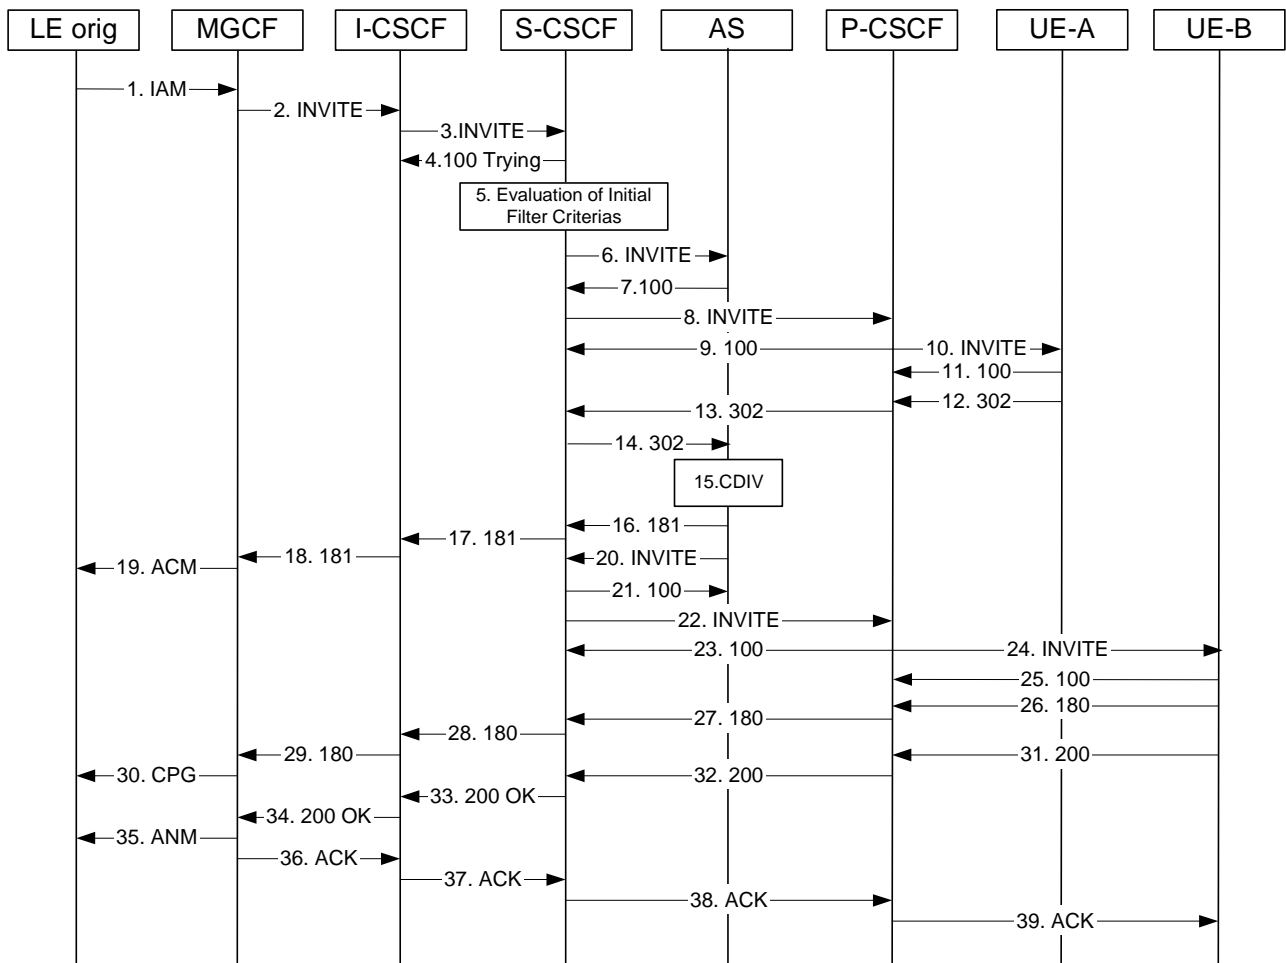 LE orig
MGCF
I-CSCF
S-CSCF
AS
P-CSCF
UE-A
UE-B
1. IAM
2. INVITE
3.INVITE
4.100 Trying
5. Evaluation of Initial
Filter Criterias
6. INVITE
7.100
8. INVITE
9. 100
10. INVITE
11. 100
12. 302
13. 302
14. 302
15.CDIV
16. 181
17. 181
18. 181
19. ACM
20. INVITE
21. 100
22. INVITE
23. 100
24. INVITE
25. 100
26. 180
27. 180
28. 180
29. 180
30. CPG
31. 200
32. 200
33. 200 OK
34. 200 OK
35. ANM
36. ACK
37. ACK
38. ACK
39. ACK